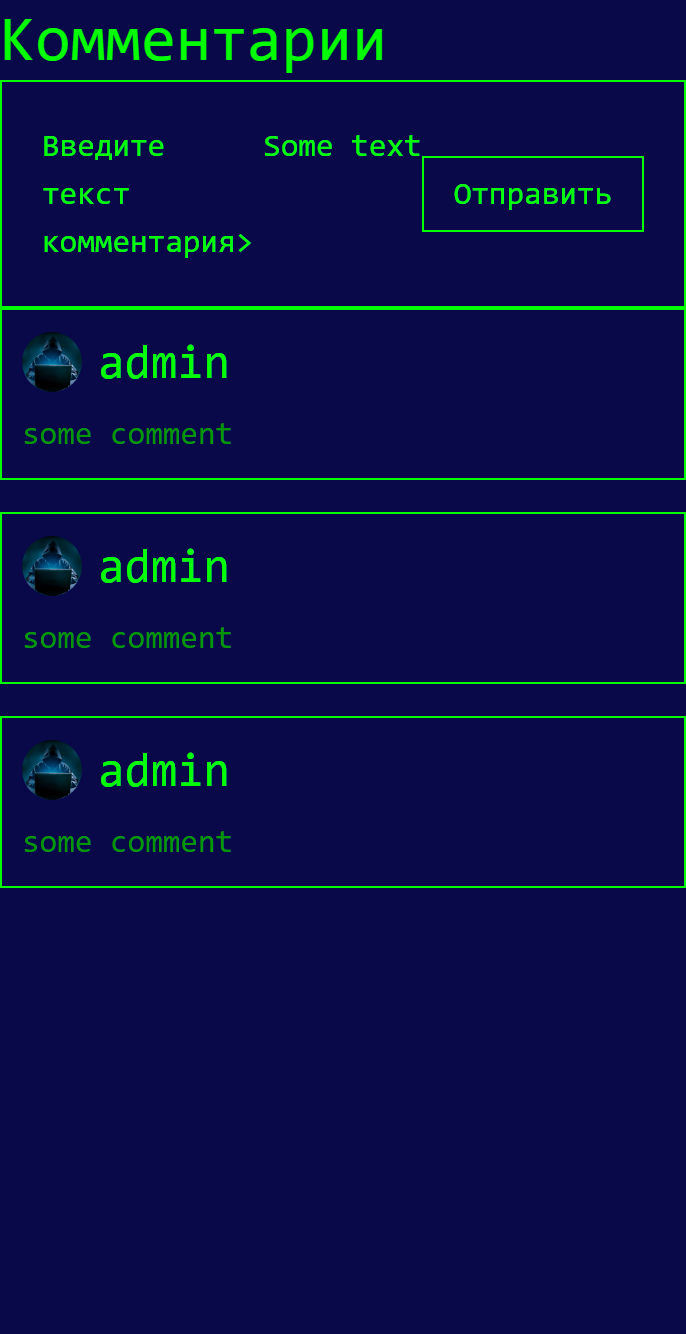 Комментарии
Введите Some text
текст Отправить
комментария>
admin
some comment
admin
some comment
admin
some comment